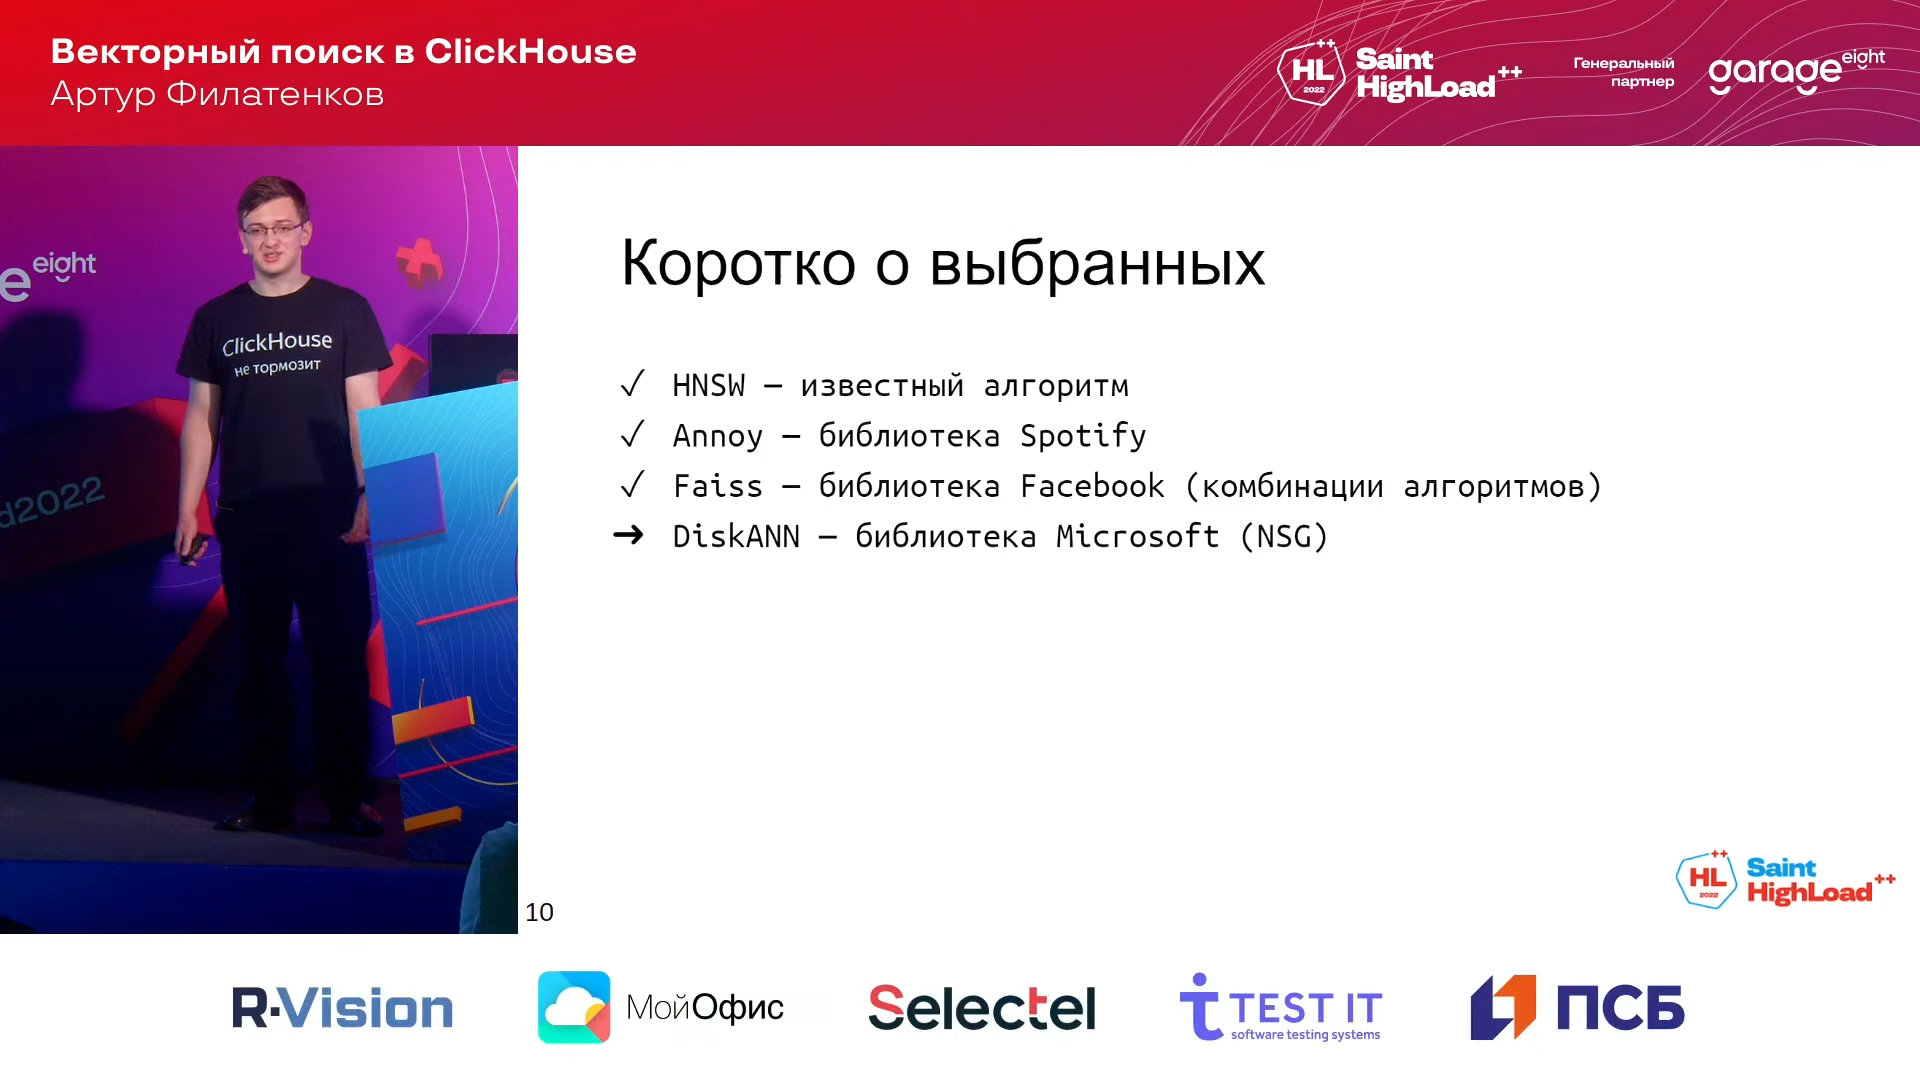 Векторный поиск в ClickHouse
Артур Филатенков
HL
2022
Saint
HighLoad++
Генеральный
партнер
garage eight
e eight
ClickHouse
не тормозит
d2022
Коротко о выбранных
✓ HNSW — известный алгоритм
✓ Annoy — библиотека Spotify
✓ Faiss — библиотека Facebook (комбинации алгоритмов)
→ DiskANN — библиотека Microsoft (NSG)
HL
2022
Saint
HighLoad++
10
R·Vision
МойОфис
Selectel
TEST IT
software testing systems
ПСБ